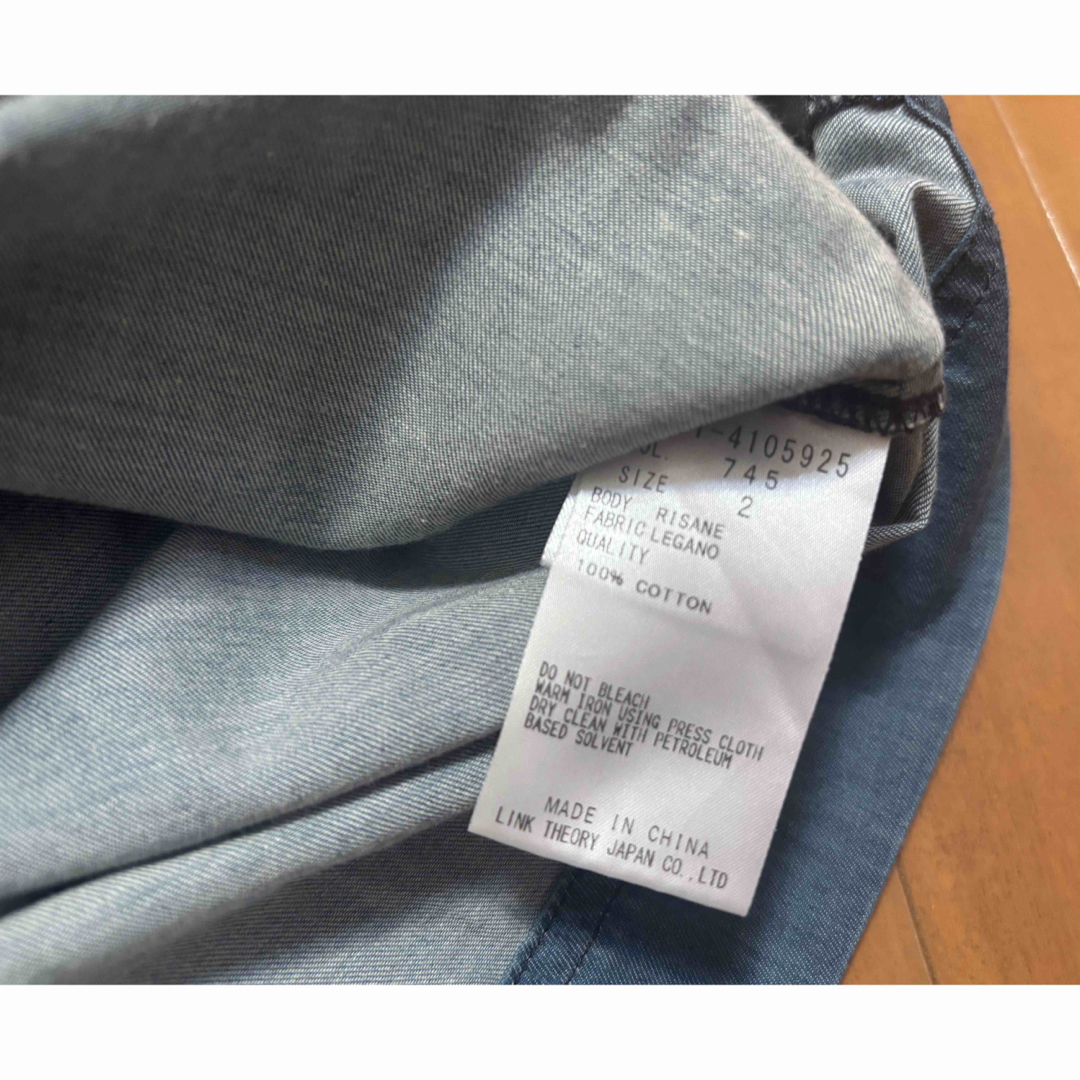 -4105925
745
SIZE 2
BODY RISANE
FABRIC LEGANO
QUALITY
100% COTTON
DO NOT BLEACH
WARM IRON USING PRESS CLOTH
DRY CLEAN WITH PETROLEUM
BASED SOLVENT
MADE IN CHINA
LINK THEORY JAPAN CO.,LTD